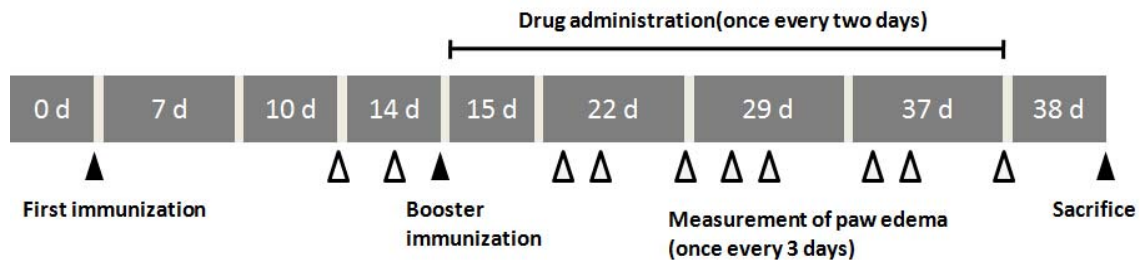 Drug administration(once every two days)
0 d 7 d 10 d 14 d 15 d 22 d 29 d 37 d 38 d
First immunization
Booster
immunization
Measurement of paw edema
(once every 3 days)
Sacrifice